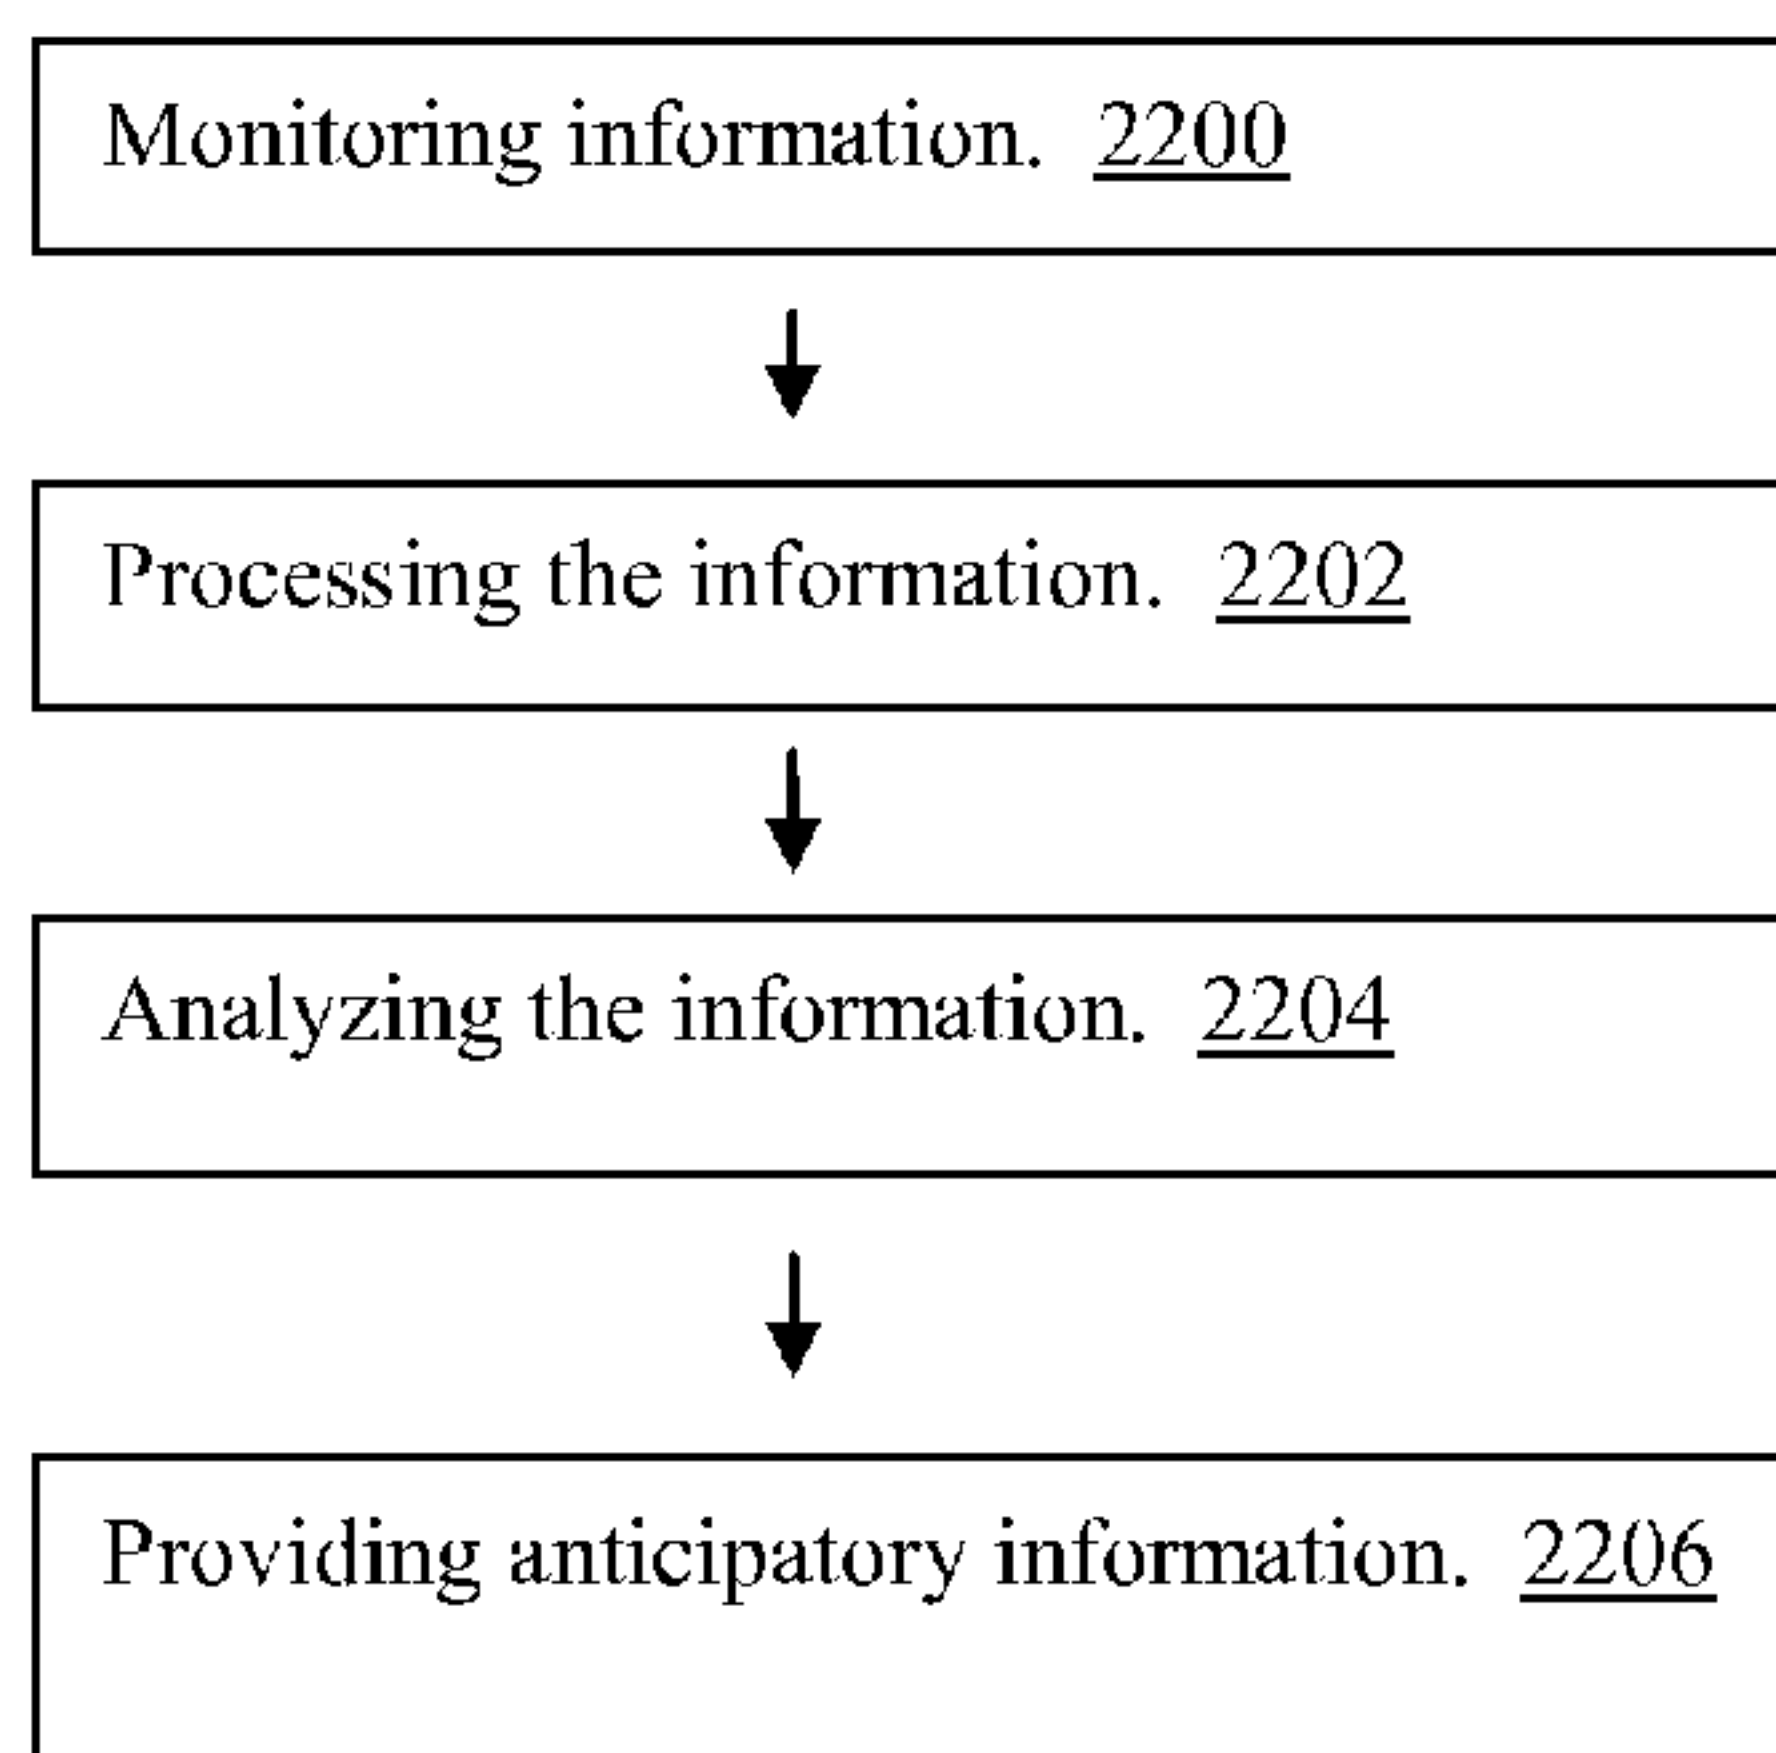 Monitoring information. 2200
Processing the information. 2202
Analyzing the information. 2204
Providing anticipatory information. 2206